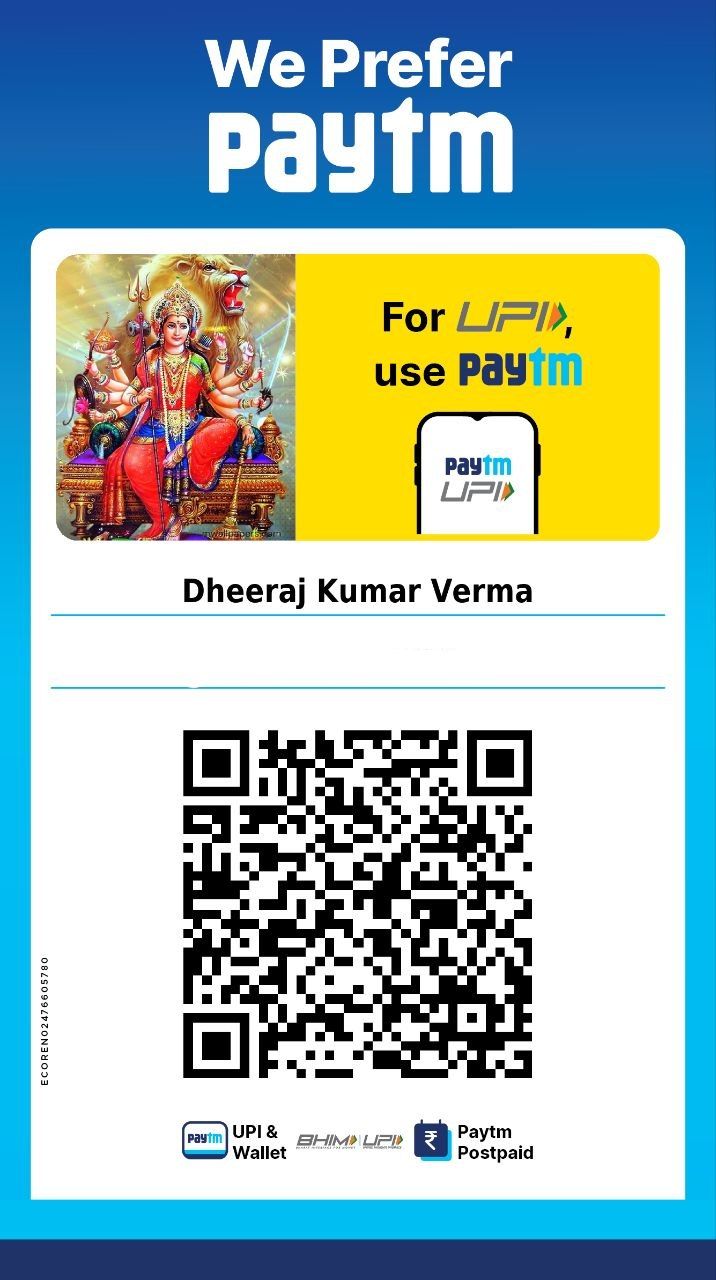 We Prefer
paytm
For UPI,
use paytm
paytm
UPI
Dheeraj Kumar Verma
ECOREN02476605780
paytm
UPI &
Wallet
BHIM UPI
₹
Paytm
Postpaid